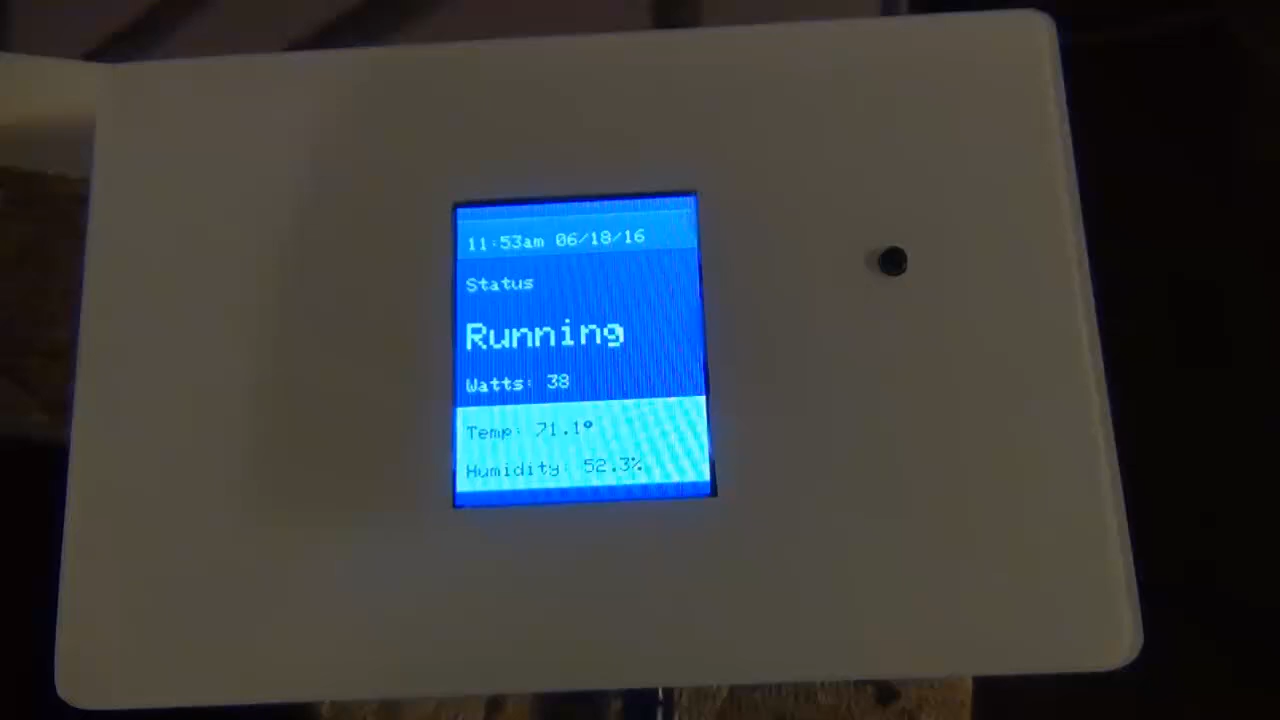 11:53am 06/18/16
Status
Running
Watts: 38
Temp: 71.1°
Humidity: 52.3%